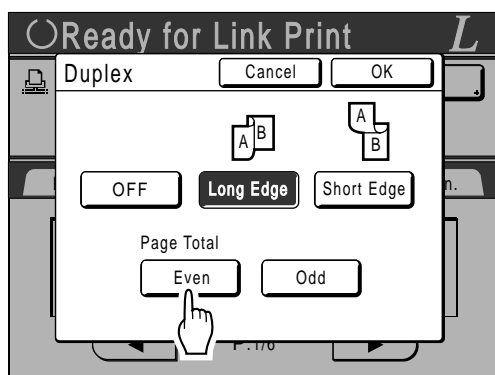 Ready for Link Print L
Duplex Cancel OK
A B A B
OFF Long Edge Short Edge
n.
Page Total
Even Odd
P.1/6